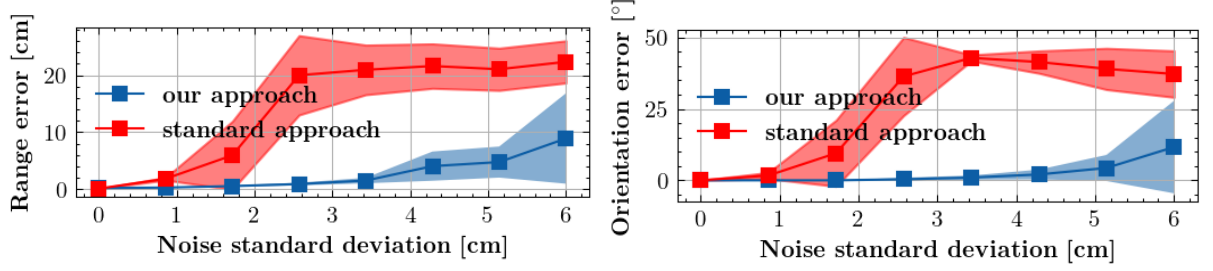 Range error [cm]
20
10
0
our approach
standard approach
0 1 2 3 4 5 6
Noise standard deviation [cm]
Orientation error [°]
50
25
0
our approach
standard approach
0 1 2 3 4 5 6
Noise standard deviation [cm]